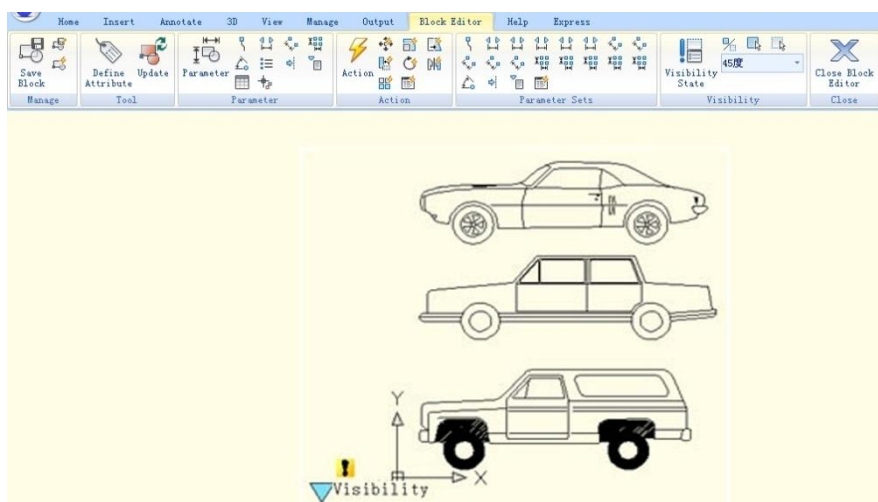 Home Insert Annotate 3D View Manage Output Block Editor Help Express
Save Block
Define Attribute
Update
Parameter
Action
Visibility State
45度
Close Block Editor
Manage Tool Parameter Action Parameter Sets Visibility Close
Y
X
Visibility